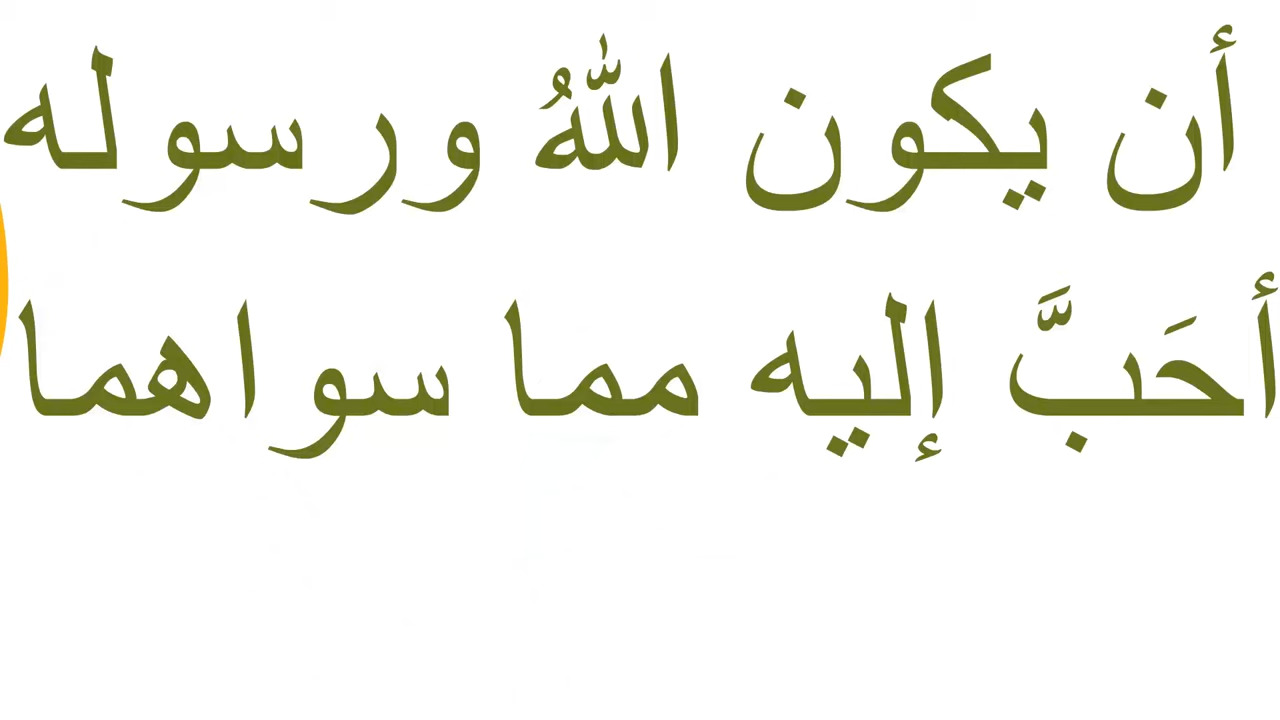 أن يكون اللهُ ورسوله
أحَبَّ إليه مما سواهما